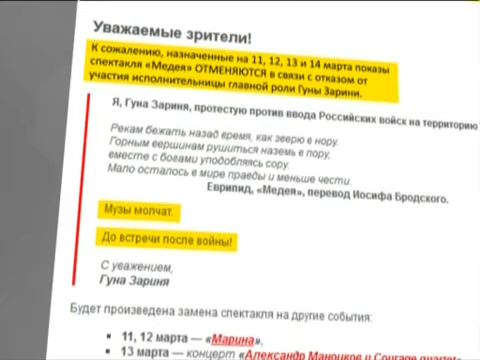 Уважаемые зрители!
К сожалению, назначенные на 11, 12, 13 и 14 марта показы
спектакля «Медея» ОТМЕНЯЮТСЯ в связи с отказом от
участия исполнительницы главной роли Гуны Зарини.
Я, Гуна Зариня, протестую против ввода Российских войск на территорию
Рекам бежать назад время, как зверю в нору.
Горным вершинам рушиться наземь в пору,
вместе с богами уподобляясь сору.
Мало осталось в мире правды и меньше чести.
Еврипид, «Медея», перевод Иосифа Бродского.
Музы молчат.
До встречи после войны!
С уважением,
Гуна Зариня
Будет произведена замена спектакля на другие события:
▪ 11, 12 марта — «Марина»,
▪ 13 марта — концерт «Александр Маноцков и Courage quartet»